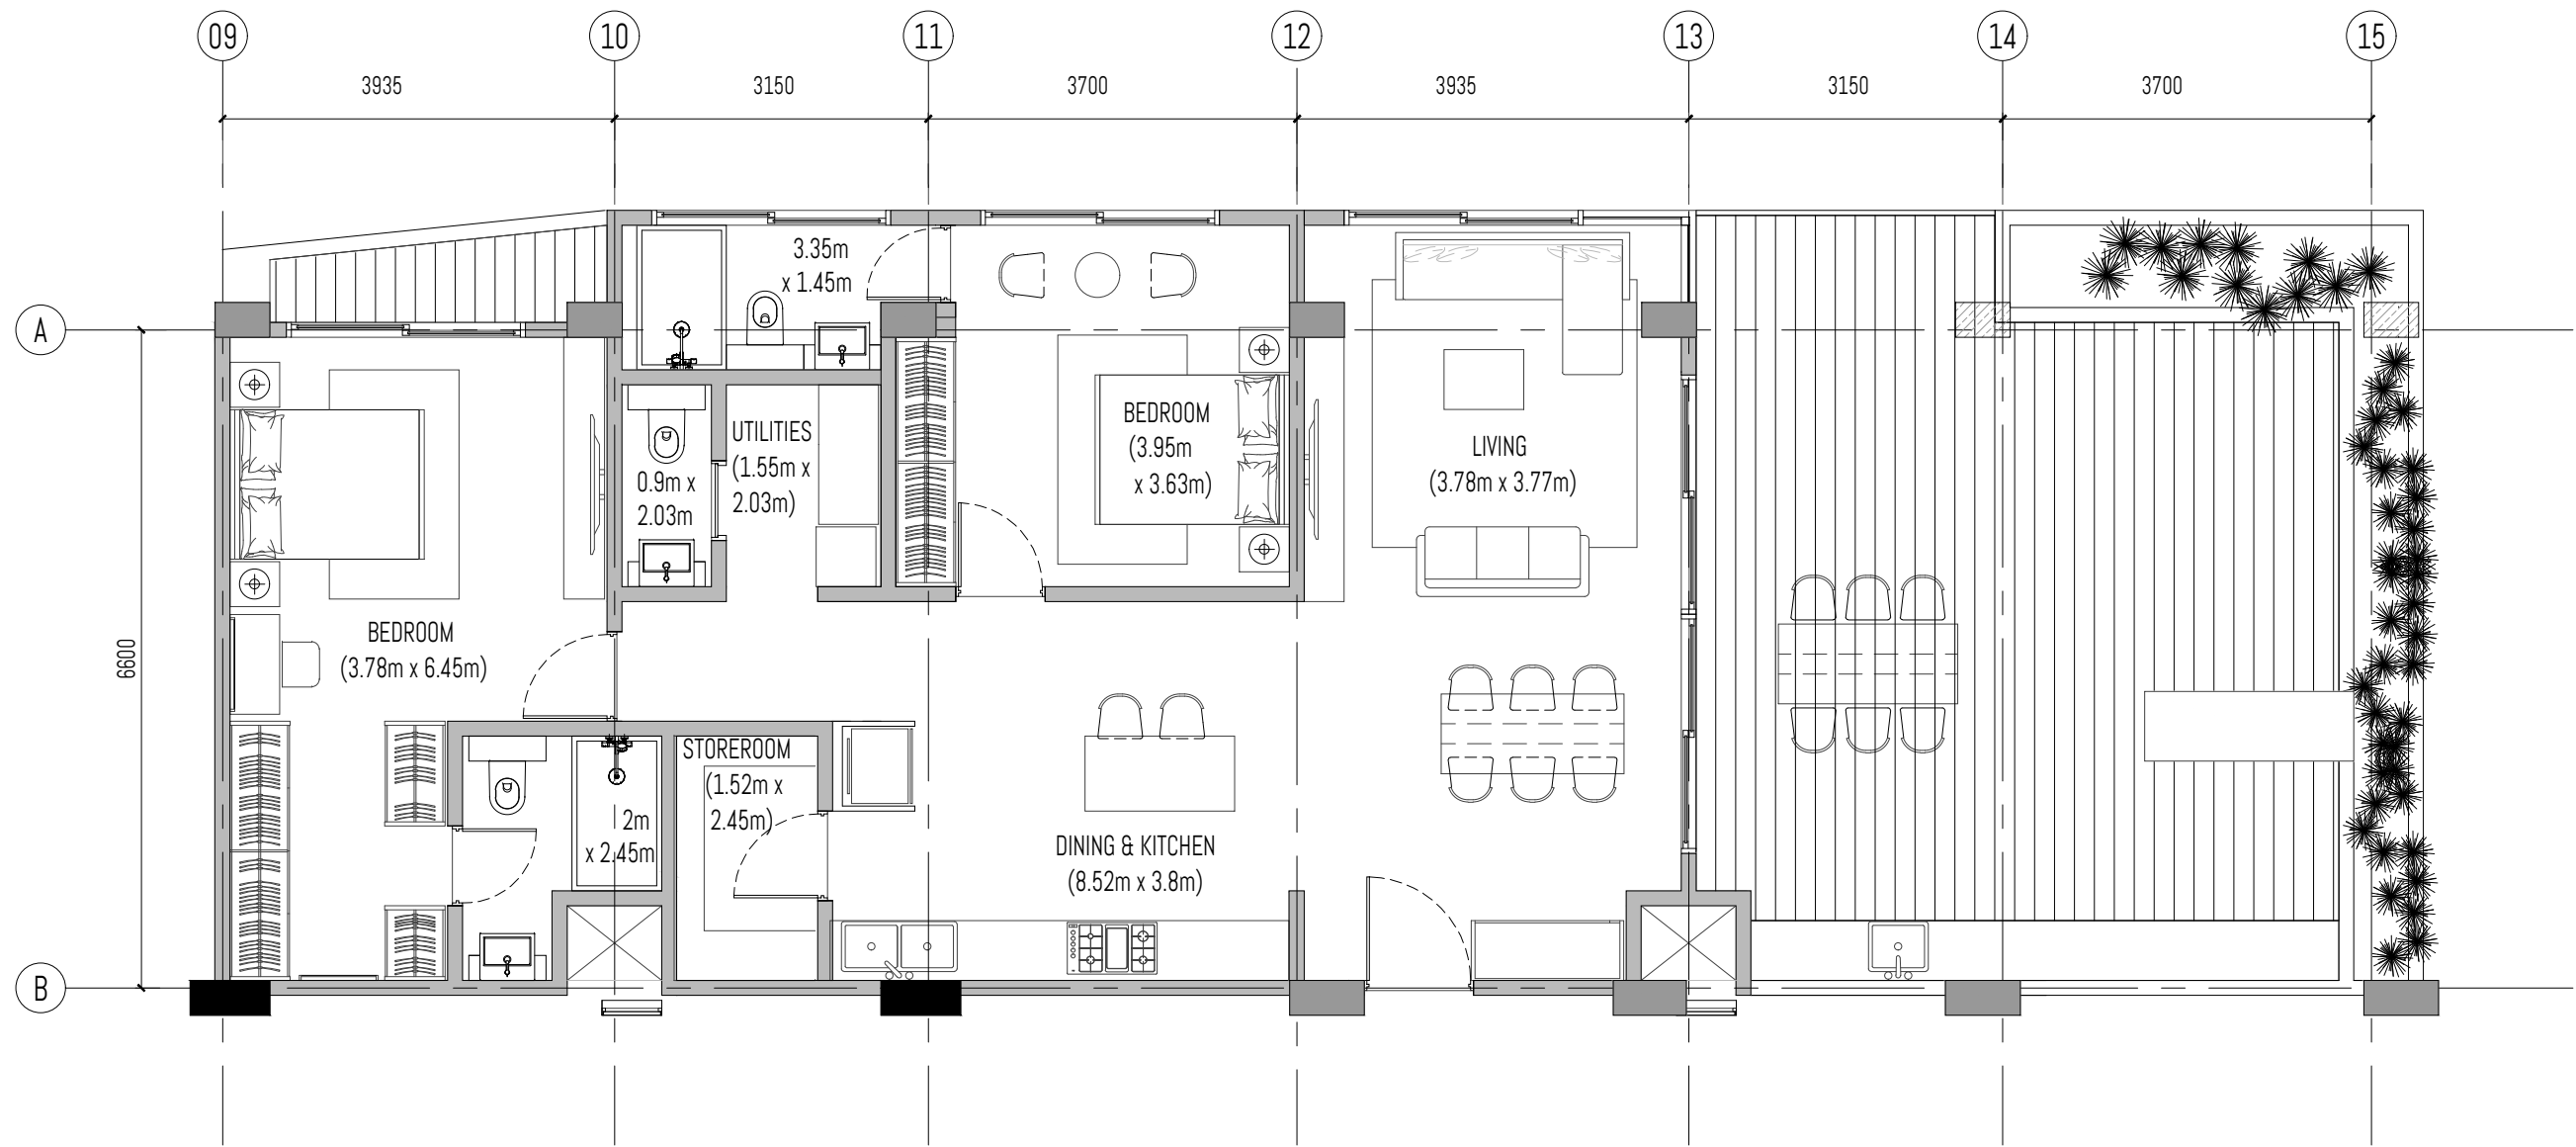 09 10 11 12 13 14 15
3935 3150 3700 3935 3150 3700
A
B
6600
3.35m
x 1.45m
UTILITIES
(1.55m x
2.03m)
0.9m x
2.03m
BEDROOM
(3.95m
x 3.63m)
LIVING
(3.78m x 3.77m)
BEDROOM
(3.78m x 6.45m)
STOREROOM
(1.52m x
2.45m)
2m
x 2.45m
DINING & KITCHEN
(8.52m x 3.8m)